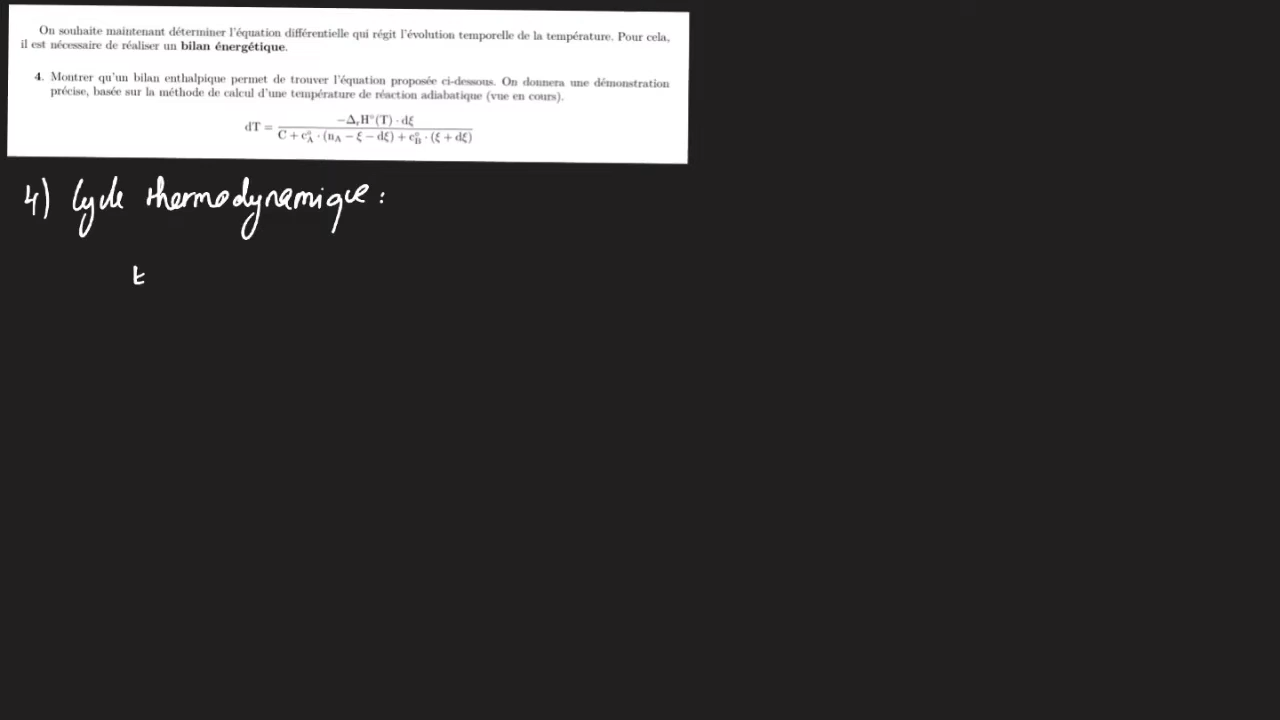 On souhaite maintenant déterminer l'équation différentielle qui régit l'évolution temporelle de la température. Pour cela,
il est nécessaire de réaliser un bilan énergétique.
4. Montrer qu'un bilan enthalpique permet de trouver l'équation proposée ci-dessous. On donnera une démonstration
précise, basée sur la méthode de calcul d'une température de réaction adiabatique (vue en cours).
dT = −ΔᵣH°(T) · dξ / C + c°_A · (n_A − ξ − dξ) + c°_B · (ξ + dξ)
4) Cycle thermodynamique :
t